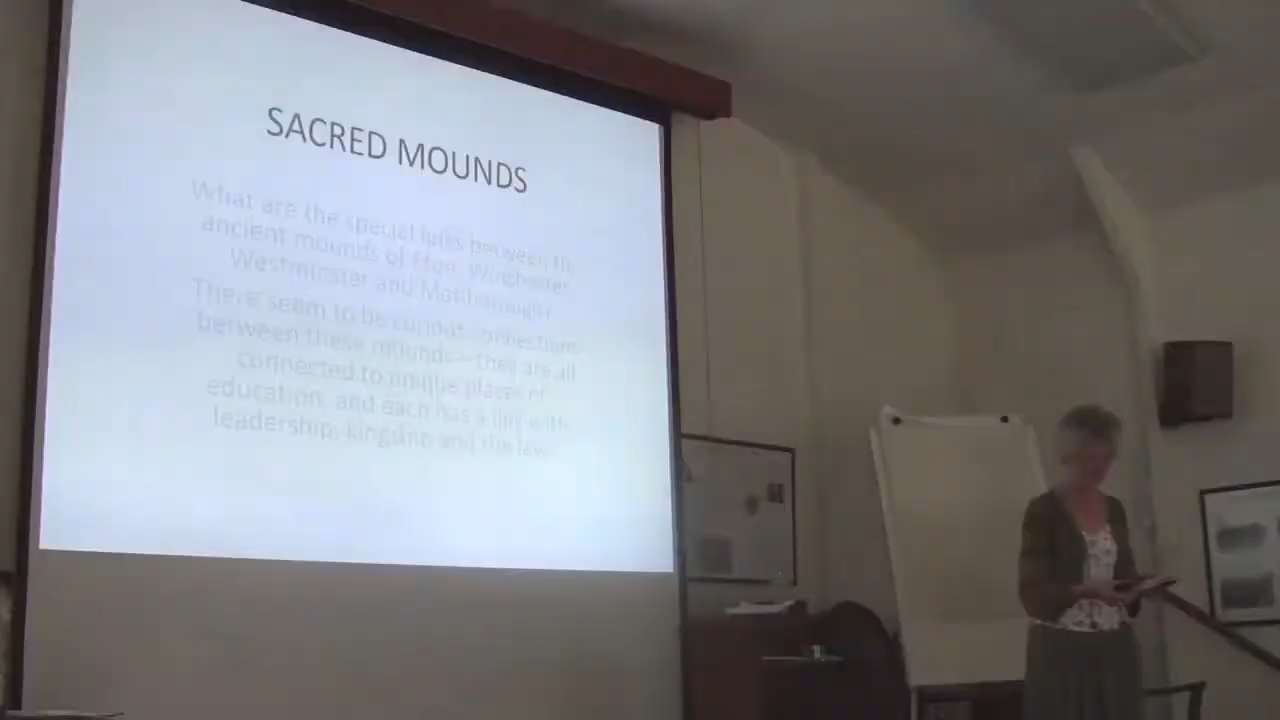 SACRED MOUNDS
What are the special links between the
ancient mounds of Eton, Winchester,
Westminster and Marlborough?
There seem to be curious connections
between these mounds – they are all
connected to unique places of
education, and each has a link with
leadership, kingship and the law.